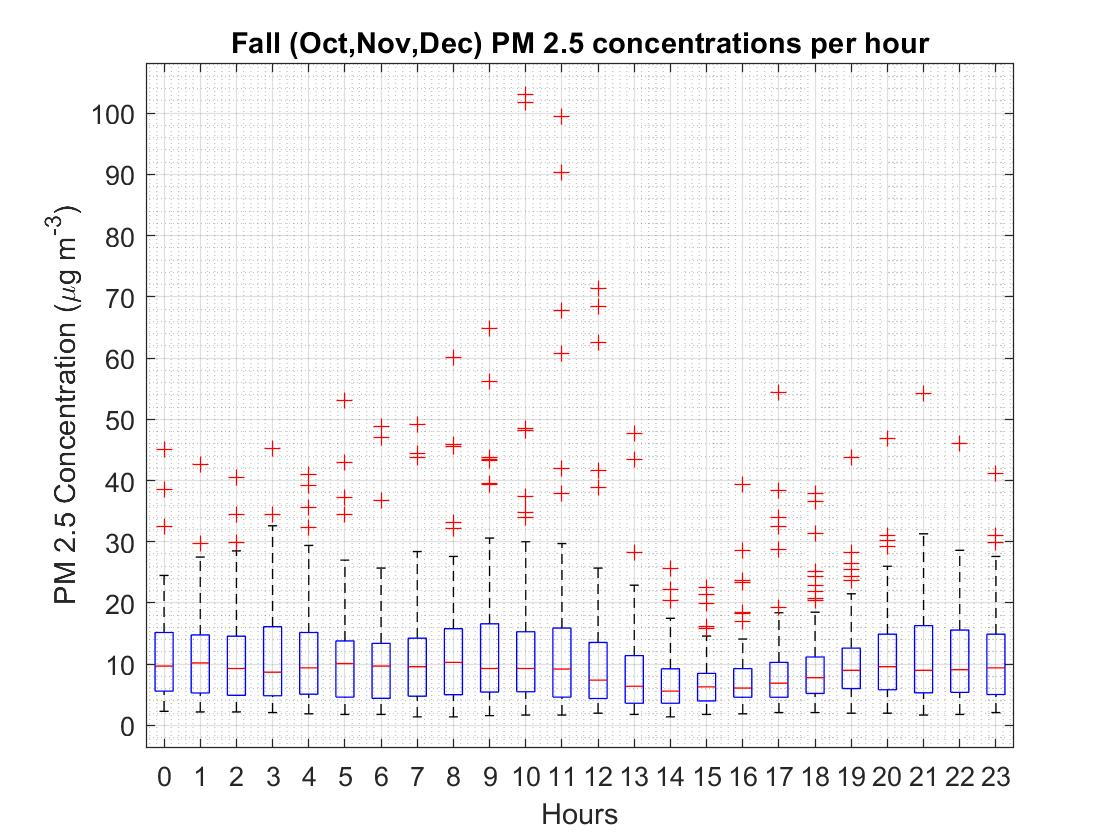 Fall (Oct,Nov,Dec) PM 2.5 concentrations per hour
PM 2.5 Concentration (μg m⁻³)
100
90
80
70
60
50
40
30
20
10
0
0 1 2 3 4 5 6 7 8 9 10 11 12 13 14 15 16 17 18 19 20 21 22 23
Hours